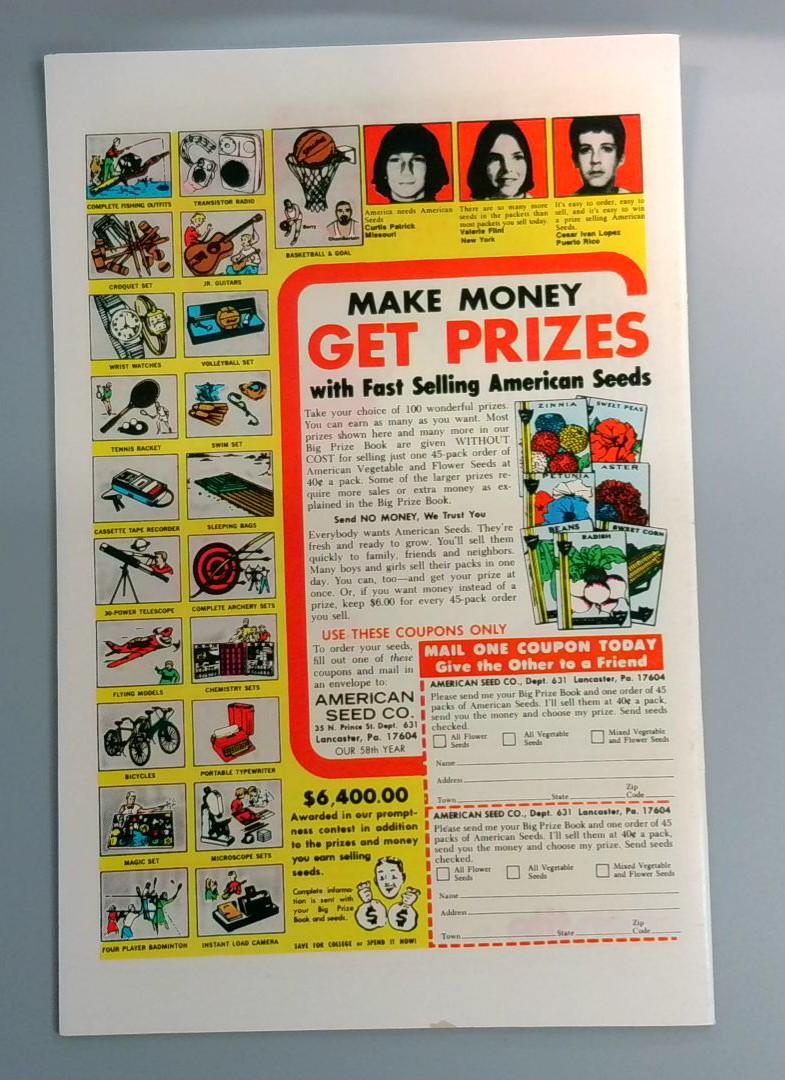 COMPLETE FISHING OUTFITS
TRANSISTOR RADIO
CROQUET SET
JR. GUITARS
WRIST WATCHES
VOLLEYBALL SET
TENNIS RACKET
SWIM SET
CASSETTE TAPE RECORDER
SLEEPING BAGS
30-POWER TELESCOPE
COMPLETE ARCHERY SETS
FLYING MODELS
CHEMISTRY SETS
BICYCLES
PORTABLE TYPEWRITER
MAGIC SET
MICROSCOPE SETS
FOUR PLAYER BADMINTON
INSTANT LOAD CAMERA
Barry
Chamberlain
BASKETBALL & GOAL
America needs American
Seeds
Curtis Patrick
Missouri
There are so many more
seeds in the packets than
most packets you sell today.
Valerie Flint
New York
It's easy to order, easy to
sell, and it's easy to win
a prize selling American
Seeds.
Cesar Ivan Lopez
Puerto Rico
MAKE MONEY
GET PRIZES
with Fast Selling American Seeds
Take your choice of 100 wonderful prizes.
You can earn as many as you want. Most
prizes shown here and many more in our
Big Prize Book are given WITHOUT
COST for selling just one 45-pack order of
American Vegetable and Flower Seeds at
40¢ a pack. Some of the larger prizes re-
quire more sales or extra money as ex-
plained in the Big Prize Book.
Send NO MONEY, We Trust You
Everybody wants American Seeds. They're
fresh and ready to grow. You'll sell them
quickly to family, friends and neighbors.
Many boys and girls sell their packs in one
day. You can, too—and get your prize at
once. Or, if you want money instead of a
prize, keep $6.00 for every 45-pack order
you sell.
ZINNIA
SWEET PEAS
PETUNIA
ASTER
BEANS
RADISH
SWEET CORN
USE THESE COUPONS ONLY
To order your seeds,
fill out one of these
coupons and mail in
an envelope to:
AMERICAN
SEED CO.
35 N. Prince St. Dept. 631
Lancaster, Pa. 17604
OUR 58th YEAR
MAIL ONE COUPON TODAY
Give the Other to a Friend
AMERICAN SEED CO., Dept. 631 Lancaster, Pa. 17604
Please send me your Big Prize Book and one order of 45
packs of American Seeds. I'll sell them at 40¢ a pack,
send you the money and choose my prize. Send seeds
checked.
All Flower
Seeds
All Vegetable
Seeds
Mixed Vegetable
and Flower Seeds
Name
Address
Town State Zip Code
AMERICAN SEED CO., Dept. 631 Lancaster, Pa. 17604
Please send me your Big Prize Book and one order of 45
packs of American Seeds. I'll sell them at 40¢ a pack,
send you the money and choose my prize. Send seeds
checked.
All Flower
Seeds
All Vegetable
Seeds
Mixed Vegetable
and Flower Seeds
Name
Address
Town State Zip Code
$6,400.00
Awarded in our prompt-
ness contest in addition
to the prizes and money
you earn selling
seeds.
Complete informa-
tion is sent with
your Big Prize
Book and seeds.
$ $
SAVE FOR COLLEGE or SPEND IT NOW!